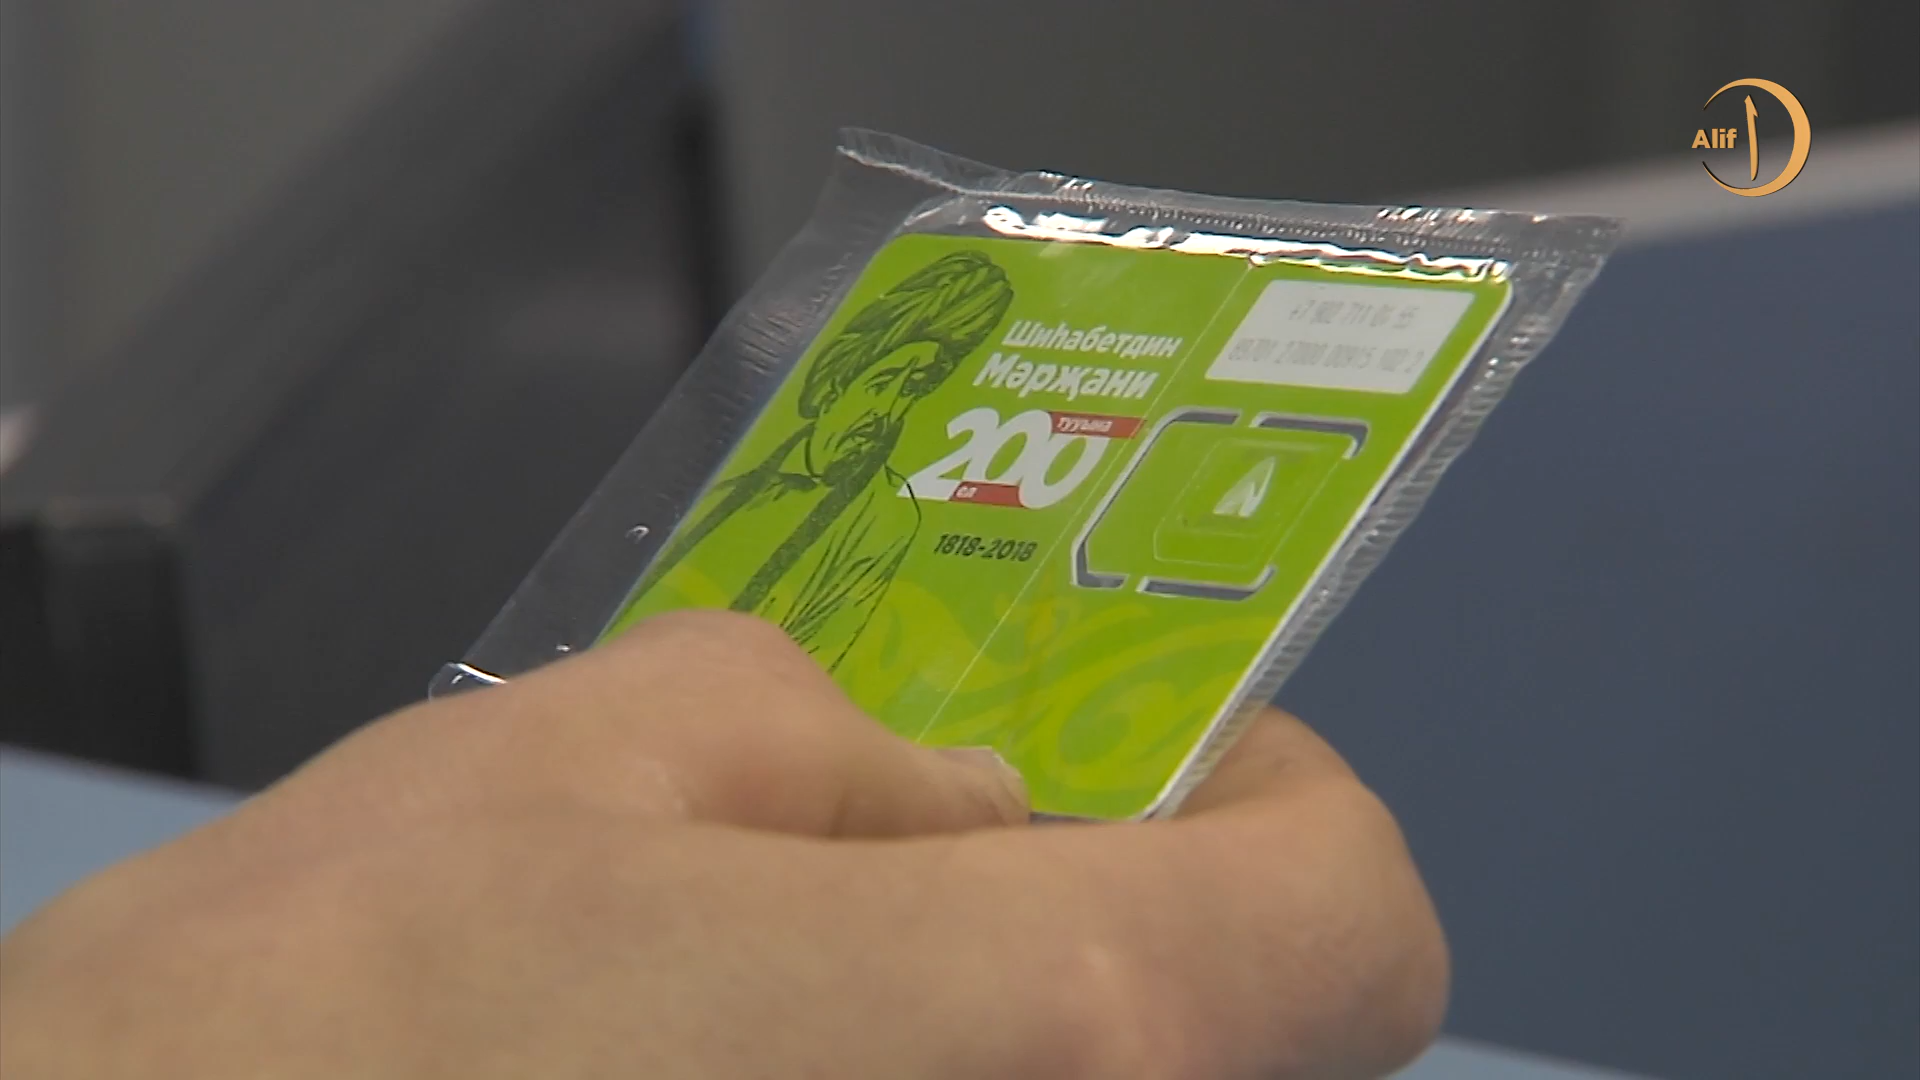 Alif
Шиһабетдин
Мәрҗани
200
тууына
ел
1818-2018